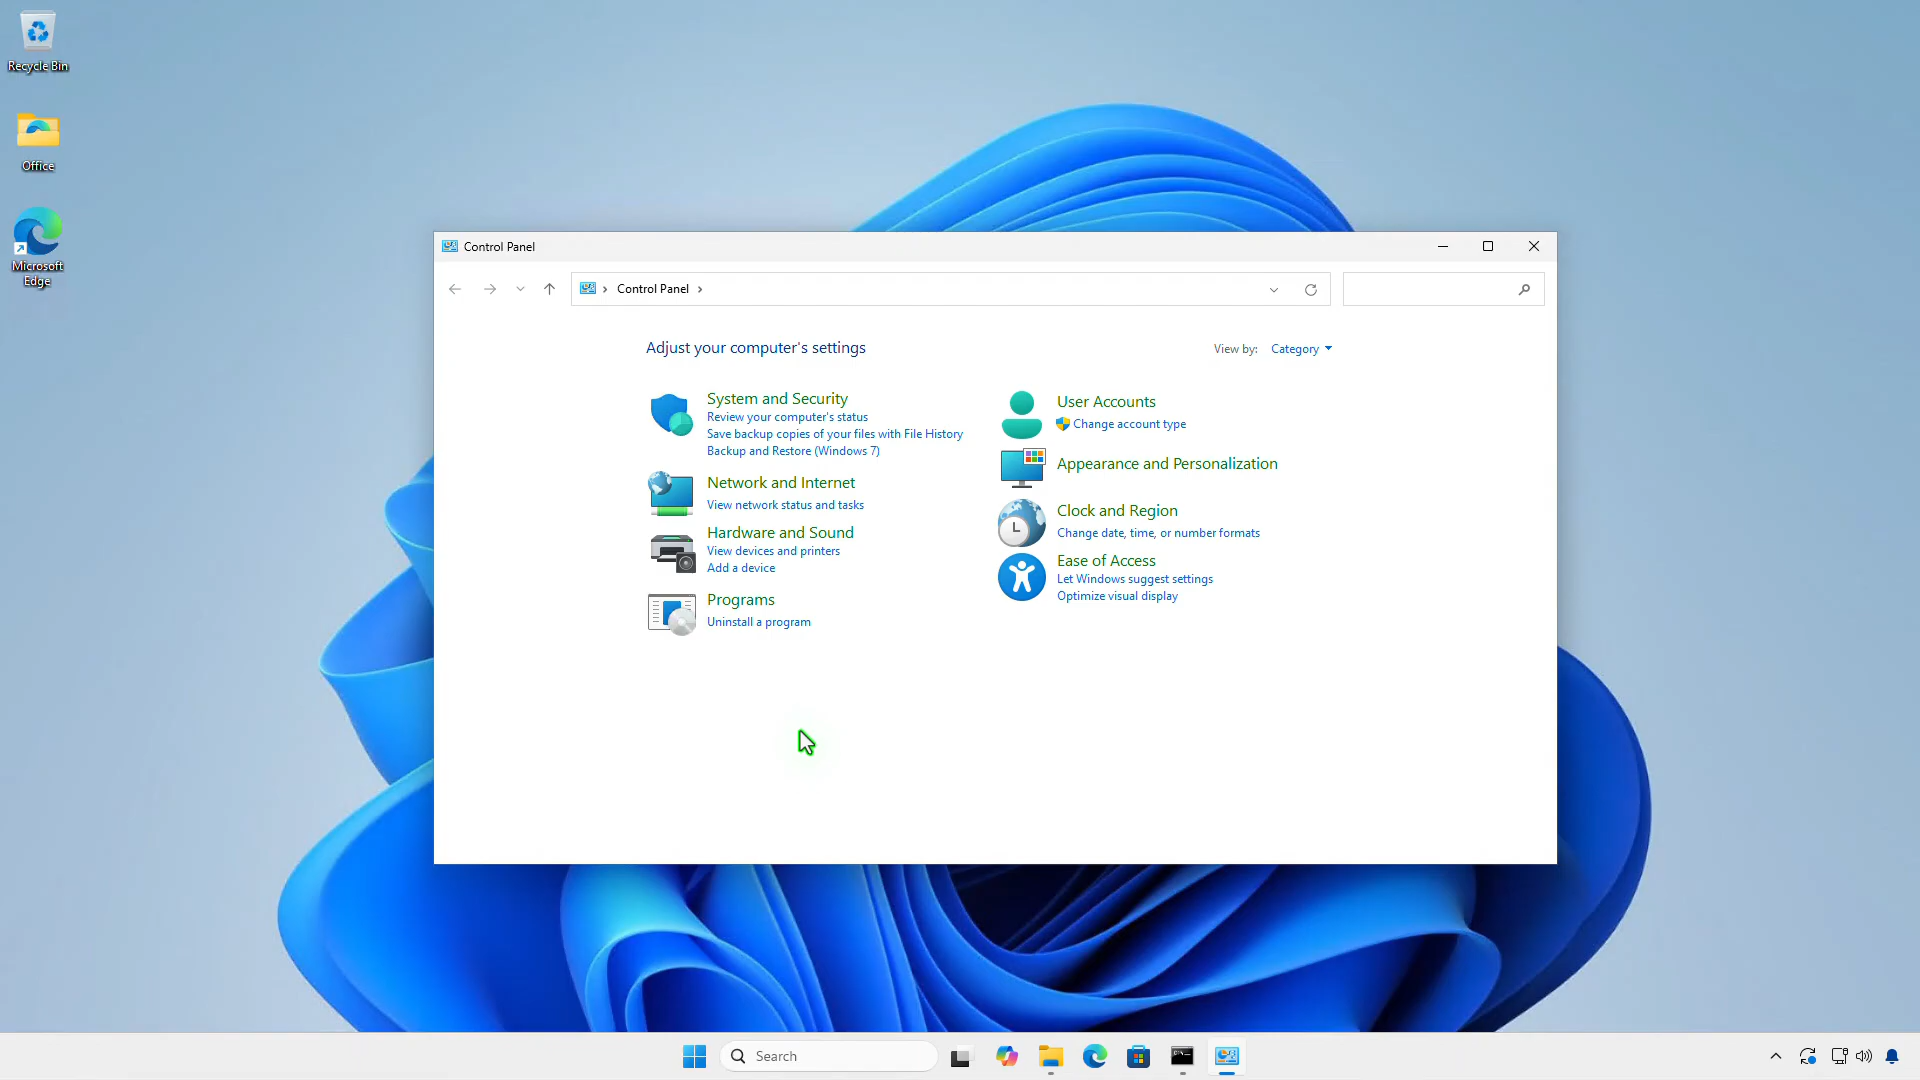 Recycle Bin
Office
Microsoft
Edge
Control Panel
Control Panel
Adjust your computer's settings
View by: Category
System and Security
Review your computer's status
Save backup copies of your files with File History
Backup and Restore (Windows 7)
Network and Internet
View network status and tasks
Hardware and Sound
View devices and printers
Add a device
Programs
Uninstall a program
User Accounts
Change account type
Appearance and Personalization
Clock and Region
Change date, time, or number formats
Ease of Access
Let Windows suggest settings
Optimize visual display
Search